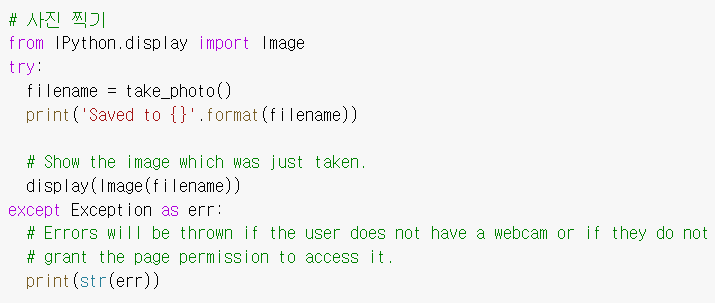 # 사진 찍기
from IPython.display import Image
try:
  filename = take_photo()
  print('Saved to {}'.format(filename))

  # Show the image which was just taken.
  display(Image(filename))
except Exception as err:
  # Errors will be thrown if the user does not have a webcam or if they do not
  # grant the page permission to access it.
  print(str(err))